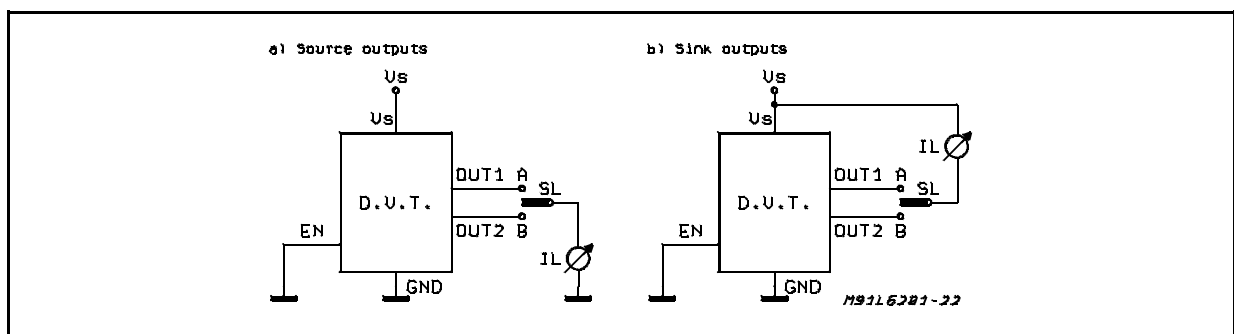 a) Source outputs
Vs
Vs
OUT1 A
SL
D.U.T.
OUT2 B
EN
IL
GND
b) Sink outputs
Vs
Vs
IL
OUT1 A
SL
D.U.T.
OUT2 B
EN
GND
M91L6201-22